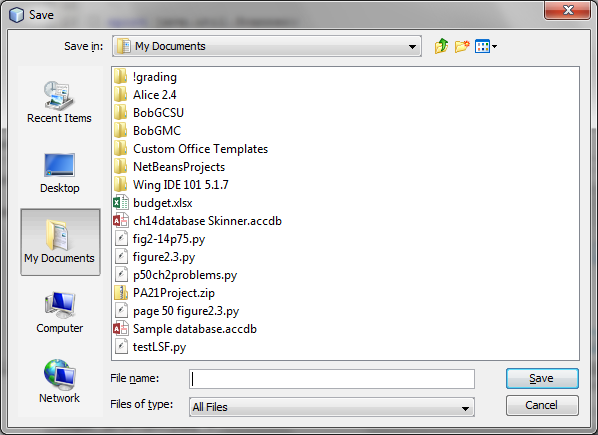 Save
Save in:
My Documents
Recent Items
Desktop
My Documents
Computer
Network
!grading
Alice 2.4
BobGCSU
BobGMC
Custom Office Templates
NetBeansProjects
Wing IDE 101 5.1.7
budget.xlsx
ch14database Skinner.accdb
fig2-14p75.py
figure2.3.py
p50ch2problems.py
PA21Project.zip
page 50 figure2.3.py
Sample database.accdb
testLSF.py
File name:
Save
Files of type:
All Files
Cancel